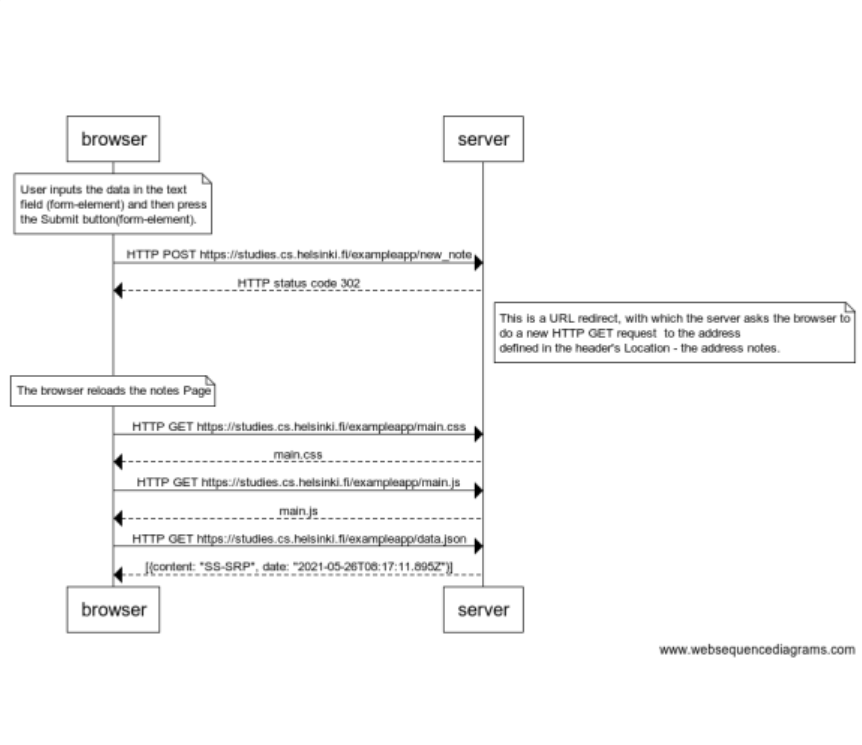 browser
server
User inputs the data in the text
field (form-element) and then press
the Submit button(form-element).
HTTP POST https://studies.cs.helsinki.fi/exampleapp/new_note
HTTP status code 302
This is a URL redirect, with which the server asks the browser to
do a new HTTP GET request  to the address
defined in the header's Location - the address notes.
The browser reloads the notes Page
HTTP GET https://studies.cs.helsinki.fi/exampleapp/main.css
main.css
HTTP GET https://studies.cs.helsinki.fi/exampleapp/main.js
main.js
HTTP GET https://studies.cs.helsinki.fi/exampleapp/data.json
[{content: "SS-SRP", date: "2021-05-26T08:17:11.895Z"}]
browser
server
www.websequencediagrams.com